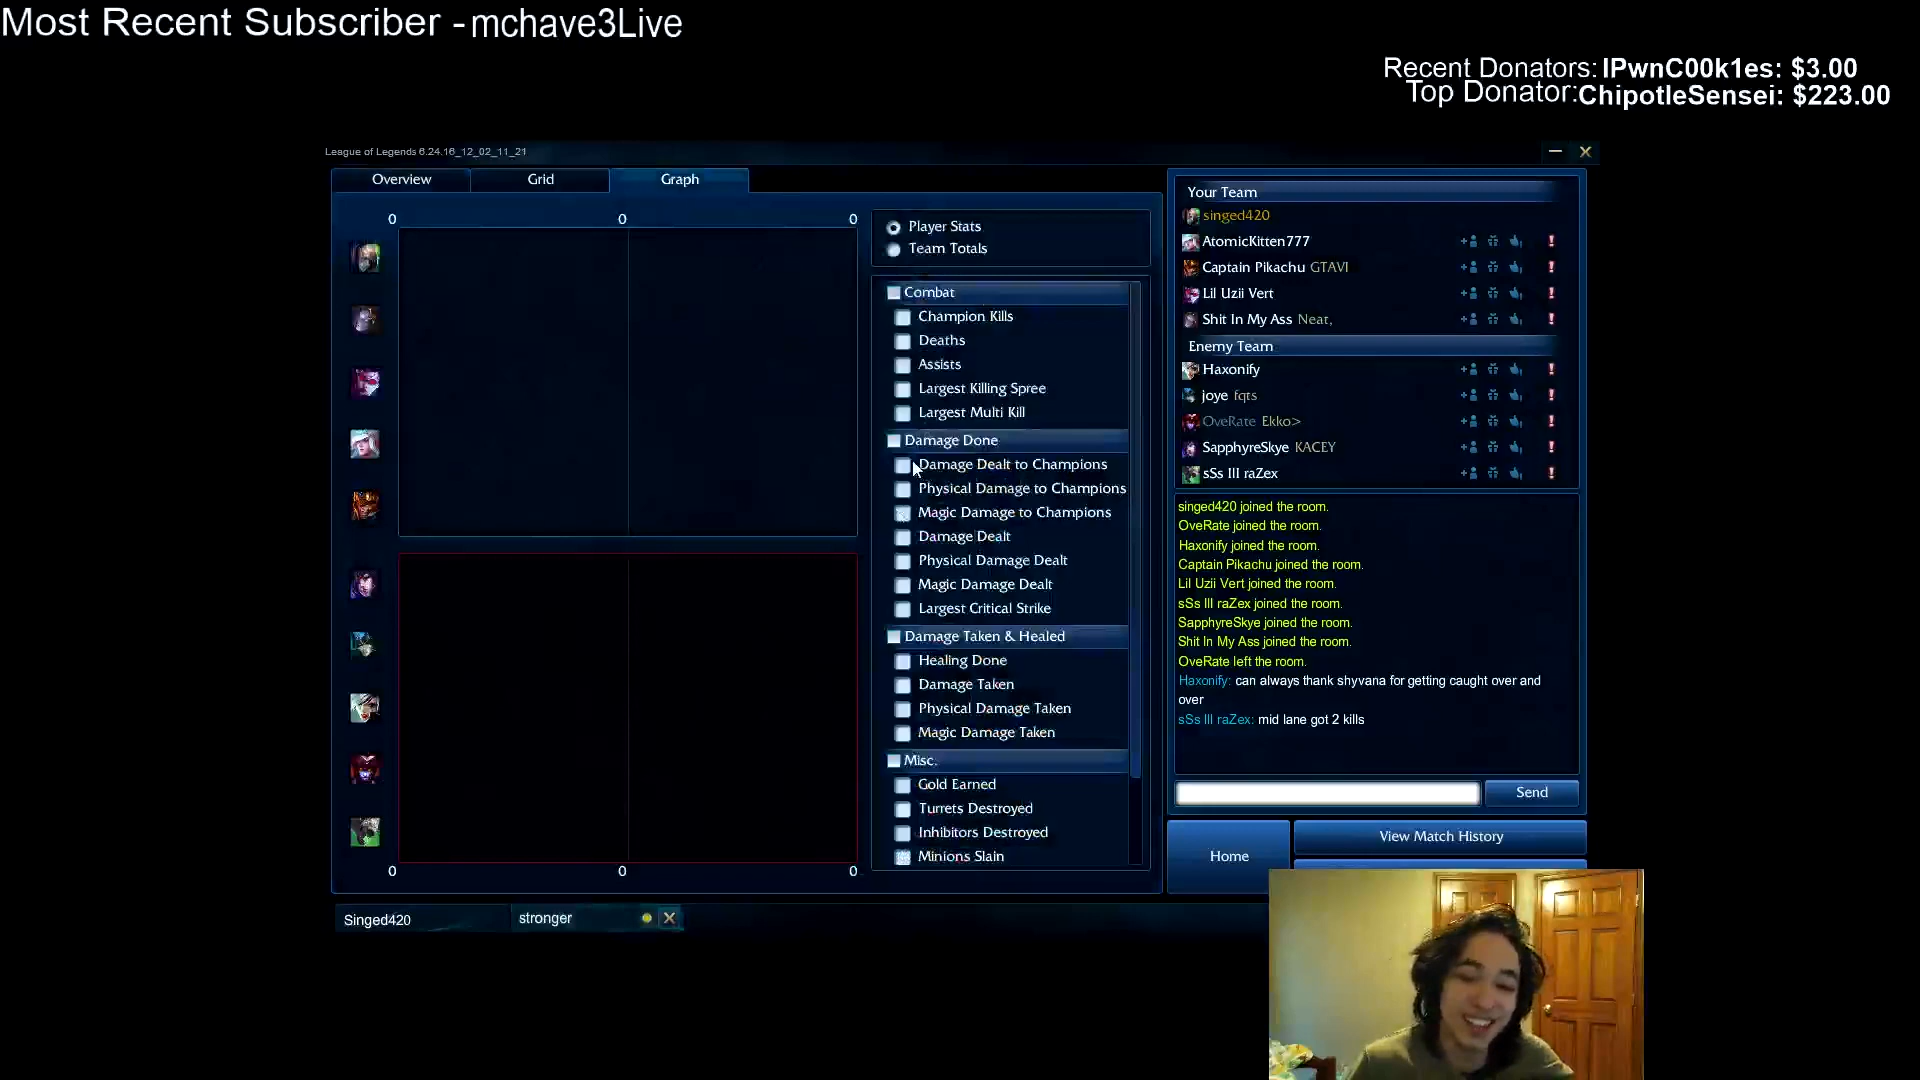 Most Recent Subscriber - mchave3Live
Recent Donators: IPwnC00k1es: $3.00
Top Donator: ChipotleSensei: $223.00
League of Legends 6.24.16_12_02_11_21
Overview Grid Graph
0 0 0
Player Stats
Team Totals
Combat
Champion Kills
Deaths
Assists
Largest Killing Spree
Largest Multi Kill
Damage Done
Damage Dealt to Champions
Physical Damage to Champions
Magic Damage to Champions
Damage Dealt
Physical Damage Dealt
Magic Damage Dealt
Largest Critical Strike
Damage Taken & Healed
Healing Done
Damage Taken
Physical Damage Taken
Magic Damage Taken
Misc.
Gold Earned
Turrets Destroyed
Inhibitors Destroyed
Minions Slain
0 0 0
Your Team
singed420
AtomicKitten777
Captain Pikachu GTAVI
Lil Uzii Vert
Shit In My Ass Neat,
Enemy Team
Haxonify
joye fqts
OveRate Ekko>
SapphyreSkye KACEY
sSs lll raZex
singed420 joined the room.
OveRate joined the room.
Haxonify joined the room.
Captain Pikachu joined the room.
Lil Uzii Vert joined the room.
sSs lll raZex joined the room.
SapphyreSkye joined the room.
Shit In My Ass joined the room.
OveRate left the room.
Haxonify: can always thank shyvana for getting caught over and
over
sSs lll raZex: mid lane got 2 kills
Send
Home
View Match History
Singed420
stronger